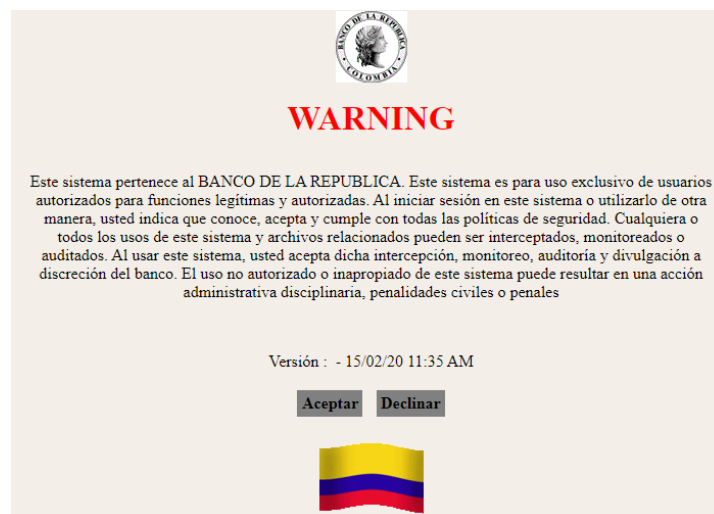 BANCO DE LA REPUBLICA
COLOMBIA
WARNING
Este sistema pertenece al BANCO DE LA REPUBLICA. Este sistema es para uso exclusivo de usuarios
autorizados para funciones legítimas y autorizadas. Al iniciar sesión en este sistema o utilizarlo de otra
manera, usted indica que conoce, acepta y cumple con todas las políticas de seguridad. Cualquiera o
todos los usos de este sistema y archivos relacionados pueden ser interceptados, monitoreados o
auditados. Al usar este sistema, usted acepta dicha intercepción, monitoreo, auditoría y divulgación a
discreción del banco. El uso no autorizado o inapropiado de este sistema puede resultar en una acción
administrativa disciplinaria, penalidades civiles o penales
Versión :  - 15/02/20 11:35 AM
Aceptar Declinar